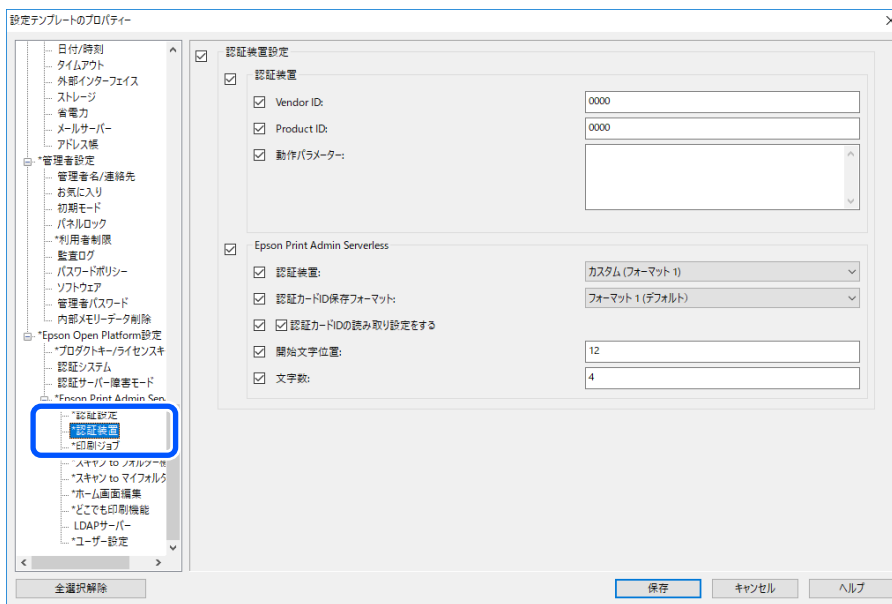 設定テンプレートのプロパティー
日付/時刻
タイムアウト
外部インターフェイス
ストレージ
省電力
メールサーバー
アドレス帳
*管理者設定
管理者名/連絡先
お気に入り
初期モード
パネルロック
*利用者制限
監査ログ
パスワードポリシー
ソフトウェア
管理者パスワード
内部メモリーデータ削除
*Epson Open Platform設定
*プロダクトキー/ライセンスキ
認証システム
認証サーバー障害モード
*Epson Print Admin Serv
*認証設定
*認証装置
*印刷ジョブ
*スキャン to フォルダー機
*スキャン to マイフォルダ
*ホーム画面編集
*どこでも印刷機能
LDAPサーバー
*ユーザー設定
認証装置設定
認証装置
Vendor ID: 0000
Product ID: 0000
動作パラメーター:
Epson Print Admin Serverless
認証装置: カスタム (フォーマット 1)
認証カードID保存フォーマット: フォーマット 1 (デフォルト)
認証カードIDの読み取り設定をする
開始文字位置: 12
文字数: 4
全選択解除 保存 キャンセル ヘルプ